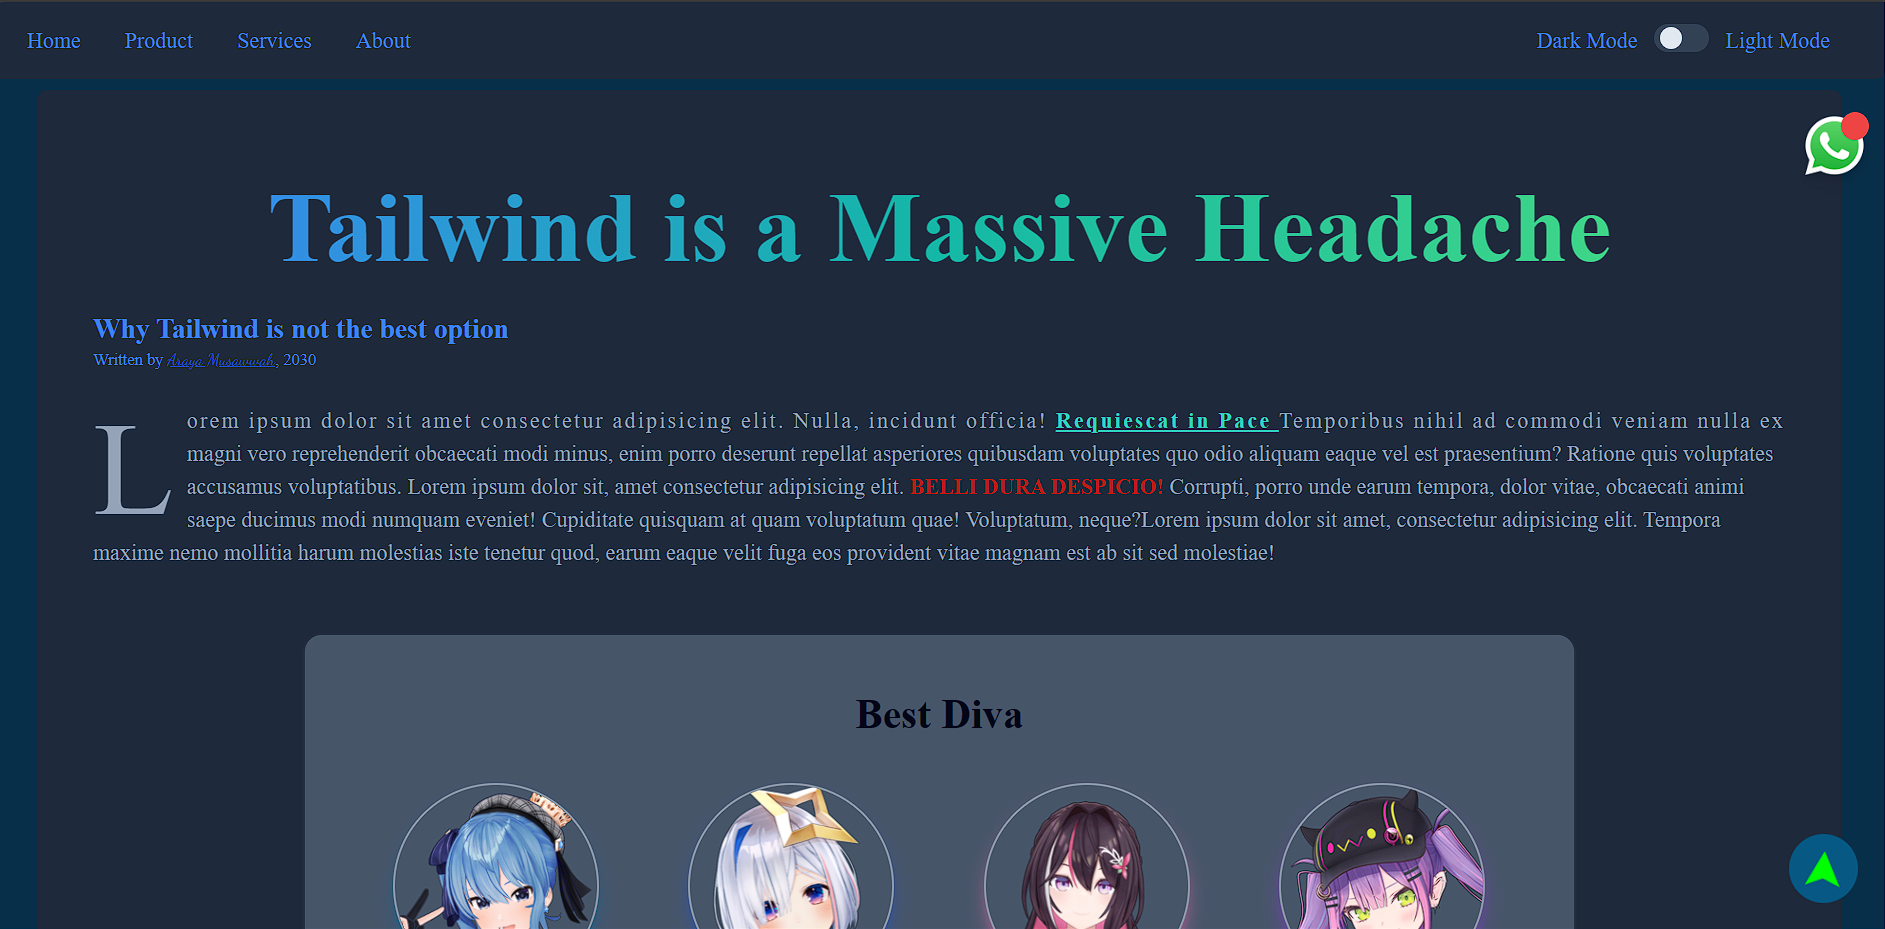 Home Product Services About Dark Mode Light Mode
Tailwind is a Massive Headache
Why Tailwind is not the best option
Written by Araya Musawwah, 2030
Lorem ipsum dolor sit amet consectetur adipisicing elit. Nulla, incidunt officia! Requiescat in Pace Temporibus nihil ad commodi veniam nulla ex
magni vero reprehenderit obcaecati modi minus, enim porro deserunt repellat asperiores quibusdam voluptates quo odio aliquam eaque vel est praesentium? Ratione quis voluptates
accusamus voluptatibus. Lorem ipsum dolor sit, amet consectetur adipisicing elit. BELLI DURA DESPICIO! Corrupti, porro unde earum tempora, dolor vitae, obcaecati animi
saepe ducimus modi numquam eveniet! Cupiditate quisquam at quam voluptatum quae! Voluptatum, neque?Lorem ipsum dolor sit amet, consectetur adipisicing elit. Tempora
maxime nemo mollitia harum molestias iste tenetur quod, earum eaque velit fuga eos provident vitae magnam est ab sit sed molestiae!
Best Diva